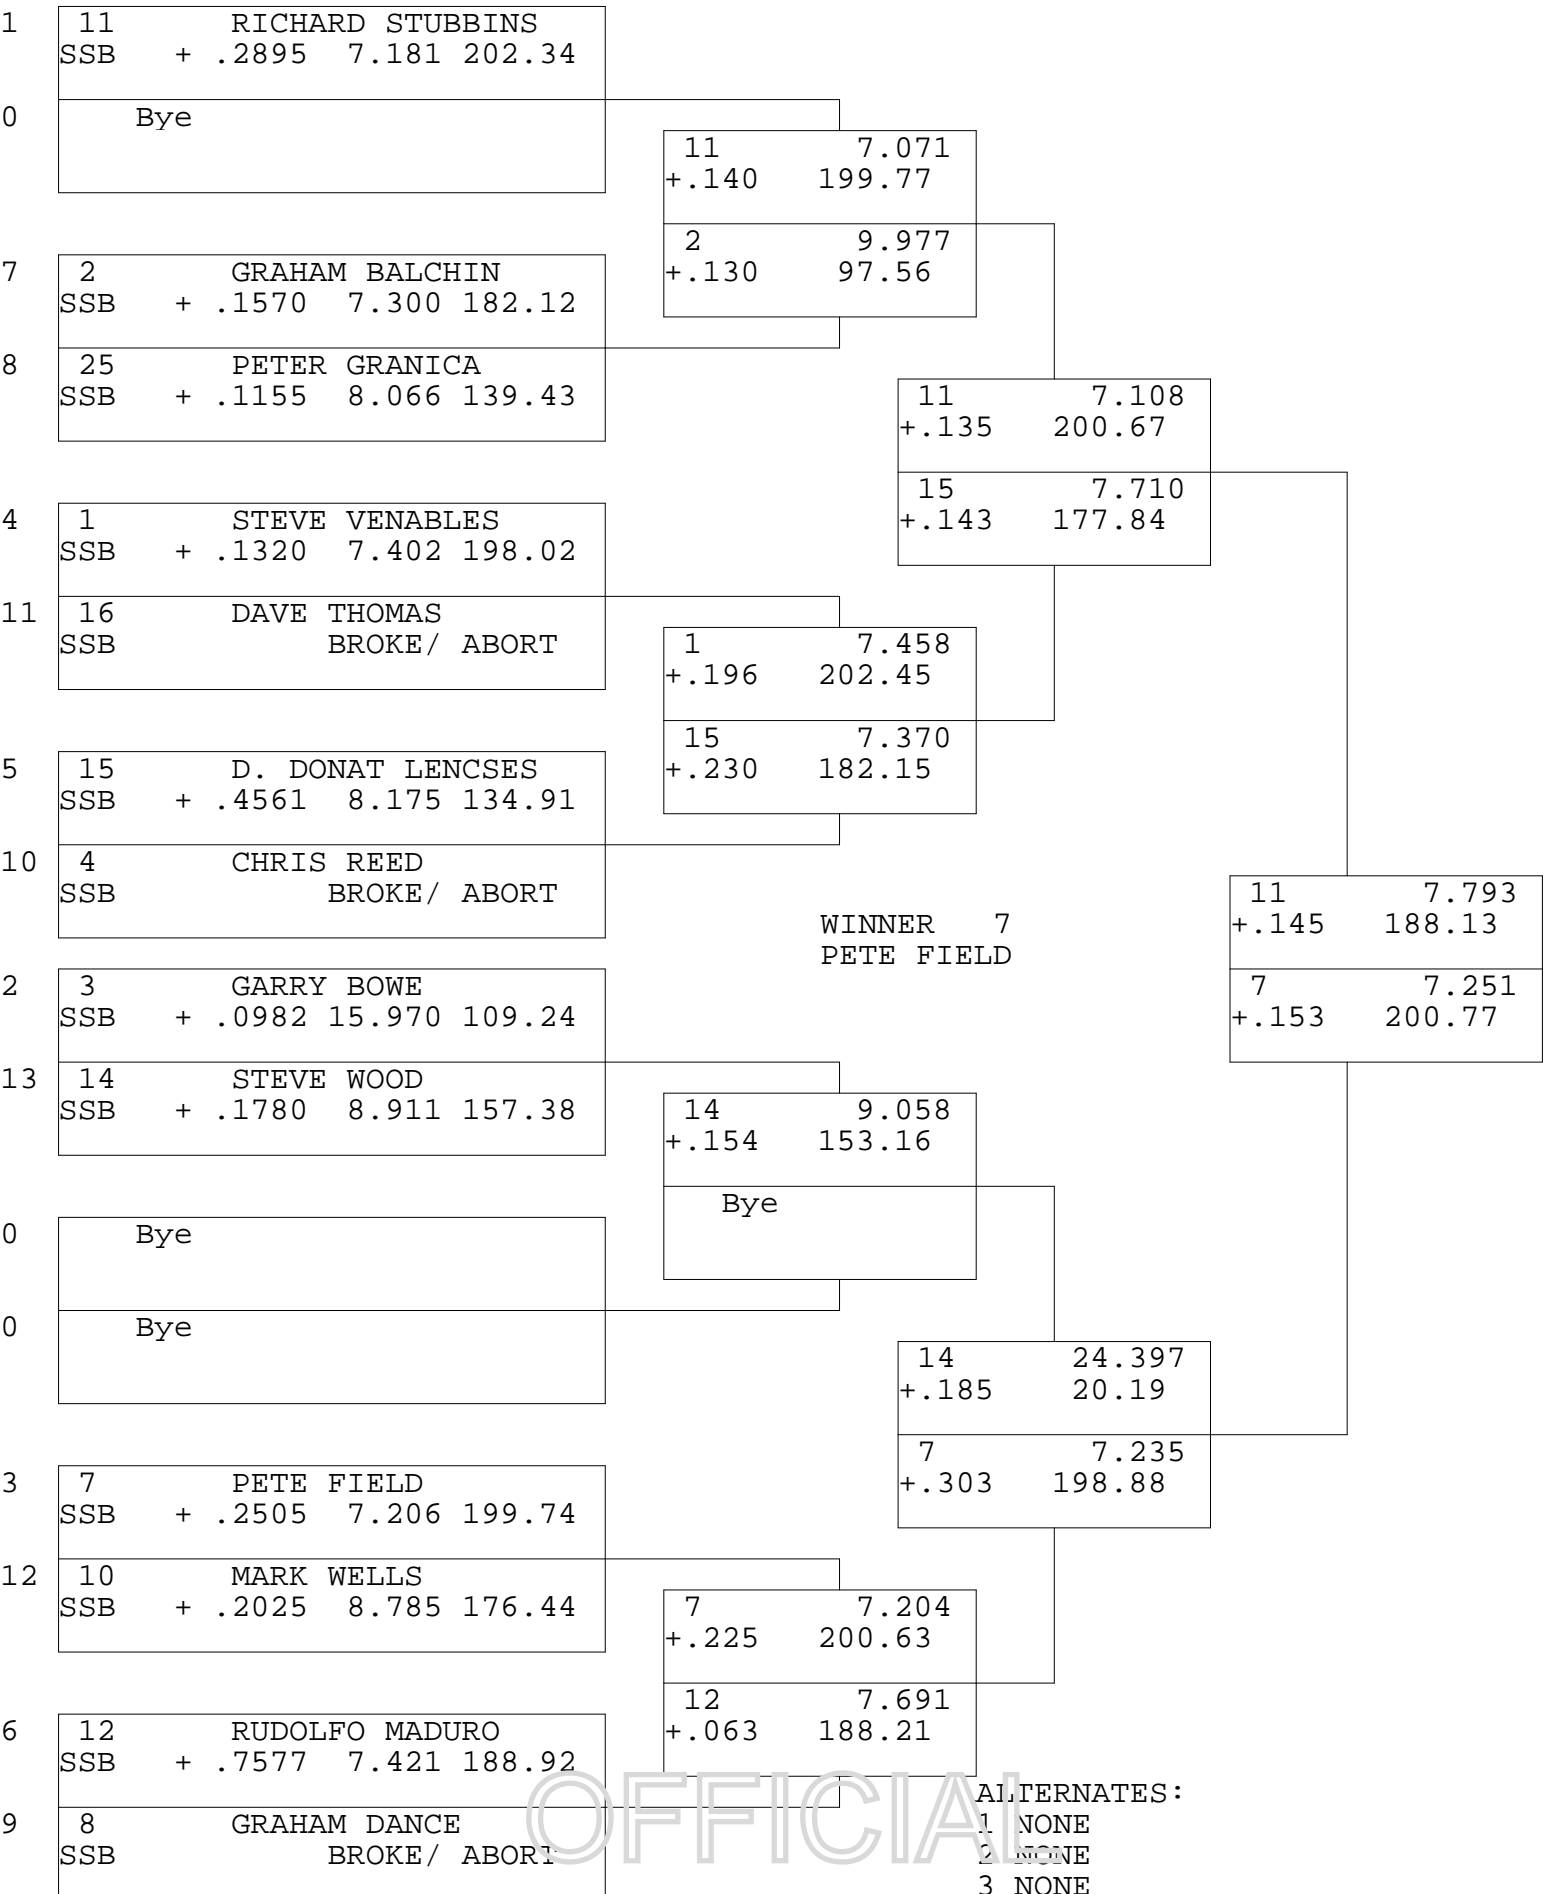 1 11 RICHARD STUBBINS
SSB + .2895 7.181 202.34
0 Bye
11 7.071
+.140 199.77
2 9.977
+.130 97.56
7 2 GRAHAM BALCHIN
SSB + .1570 7.300 182.12
8 25 PETER GRANICA
SSB + .1155 8.066 139.43
11 7.108
+.135 200.67
15 7.710
+.143 177.84
4 1 STEVE VENABLES
SSB + .1320 7.402 198.02
11 16 DAVE THOMAS
SSB BROKE/ ABORT
1 7.458
+.196 202.45
15 7.370
+.230 182.15
5 15 D. DONAT LENCSES
SSB + .4561 8.175 134.91
10 4 CHRIS REED
SSB BROKE/ ABORT
WINNER 7
PETE FIELD
11 7.793
+.145 188.13
7 7.251
+.153 200.77
2 3 GARRY BOWE
SSB + .0982 15.970 109.24
13 14 STEVE WOOD
SSB + .1780 8.911 157.38
14 9.058
+.154 153.16
Bye
0 Bye
0 Bye
14 24.397
+.185 20.19
7 7.235
+.303 198.88
3 7 PETE FIELD
SSB + .2505 7.206 199.74
12 10 MARK WELLS
SSB + .2025 8.785 176.44
7 7.204
+.225 200.63
12 7.691
+.063 188.21
6 12 RUDOLFO MADURO
SSB + .7577 7.421 188.92
9 8 GRAHAM DANCE
SSB BROKE/ ABORT
OFFICIAL
ALTERNATES:
1 NONE
2 NONE
3 NONE